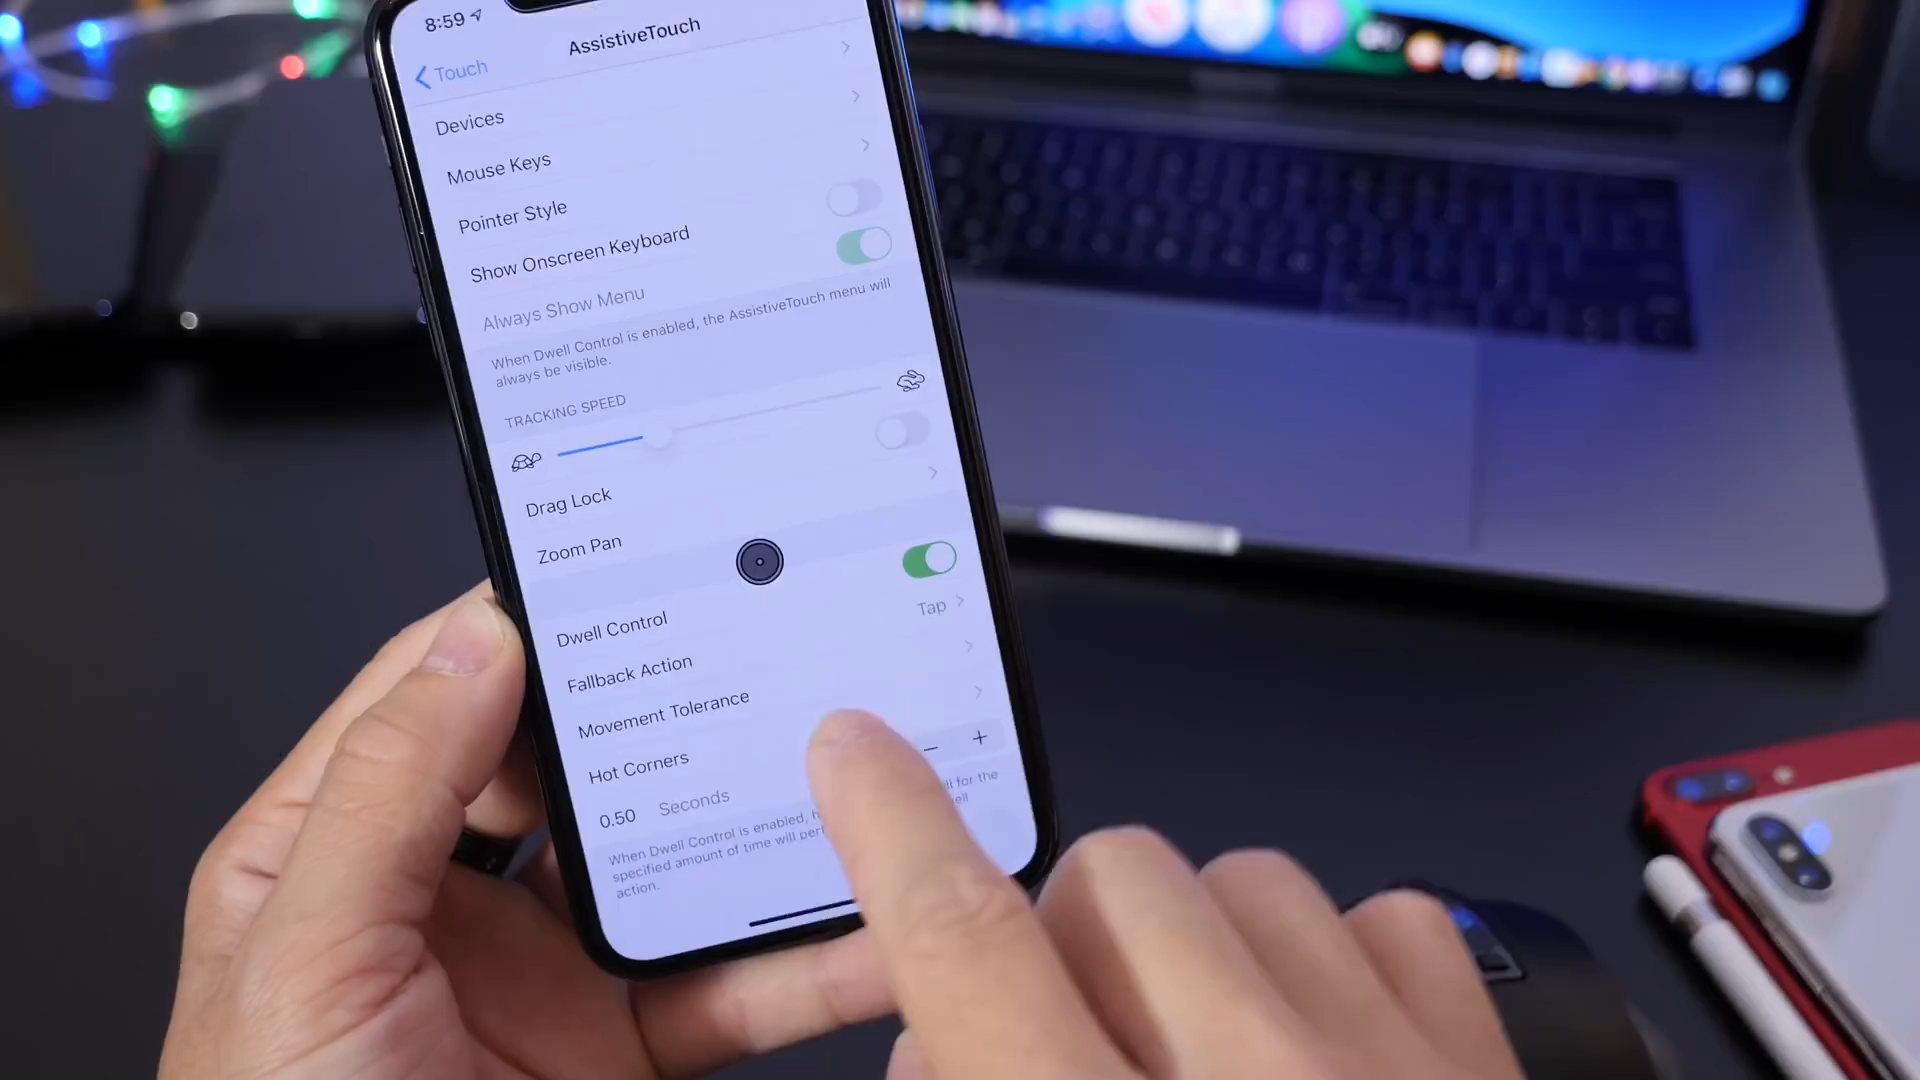 8:59
Touch
AssistiveTouch
Devices
Mouse Keys
Pointer Style
Show Onscreen Keyboard
Always Show Menu
When Dwell Control is enabled, the AssistiveTouch menu will
always be visible.
TRACKING SPEED
Drag Lock
Zoom Pan
Dwell Control
Fallback Action Tap
Movement Tolerance
Hot Corners
0.50 Seconds − +
When Dwell Control is enabled, for the
specified amount of time will
action.